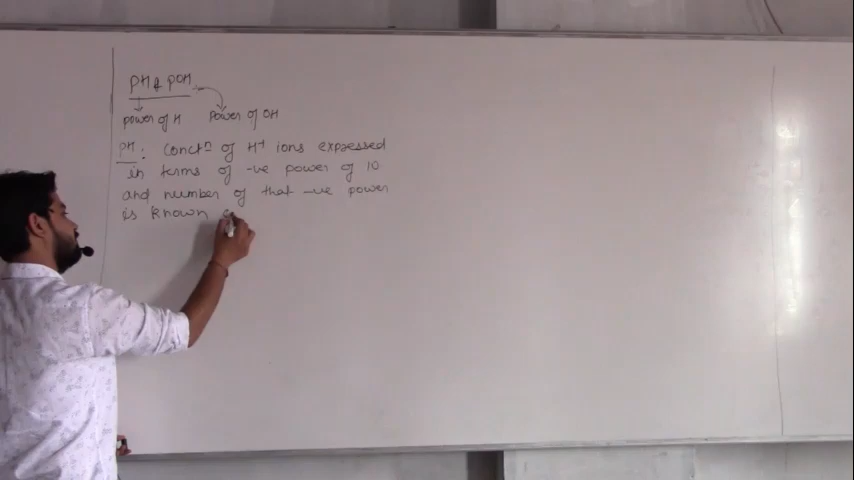 PH & POH
power of H power of OH
PH: Conctn of H+ ions expressed
in terms of -ve power of 10
and number of that -ve power
is known